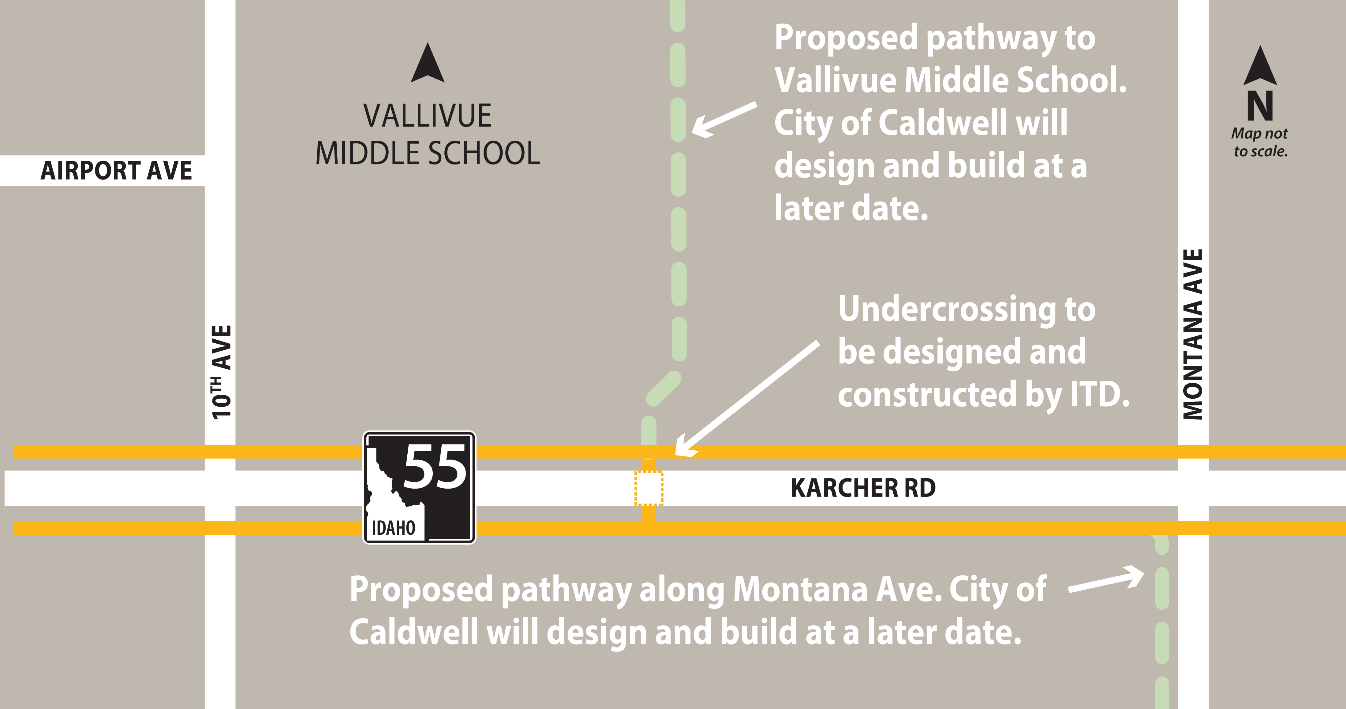 Proposed pathway to
Vallivue Middle School.
City of Caldwell will
design and build at a
later date.
VALLIVUE
MIDDLE SCHOOL
N
Map not
to scale.
AIRPORT AVE
10TH AVE
MONTANA AVE
Undercrossing to
be designed and
constructed by ITD.
55
IDAHO
KARCHER RD
Proposed pathway along Montana Ave. City of
Caldwell will design and build at a later date.